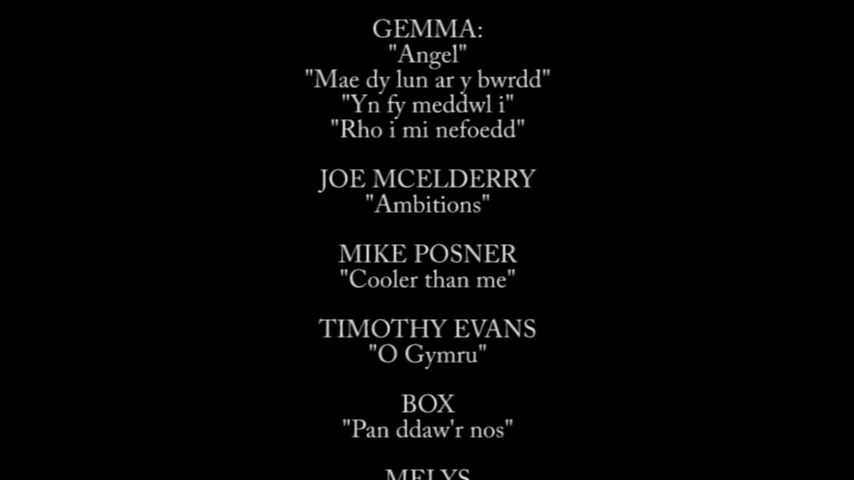 GEMMA:
"Angel"
"Mae dy lun ar y bwrdd"
"Yn fy meddwl i"
"Rho i mi nefoedd"
JOE MCELDERRY
"Ambitions"
MIKE POSNER
"Cooler than me"
TIMOTHY EVANS
"O Gymru"
BOX
"Pan ddaw'r nos"
MELYS